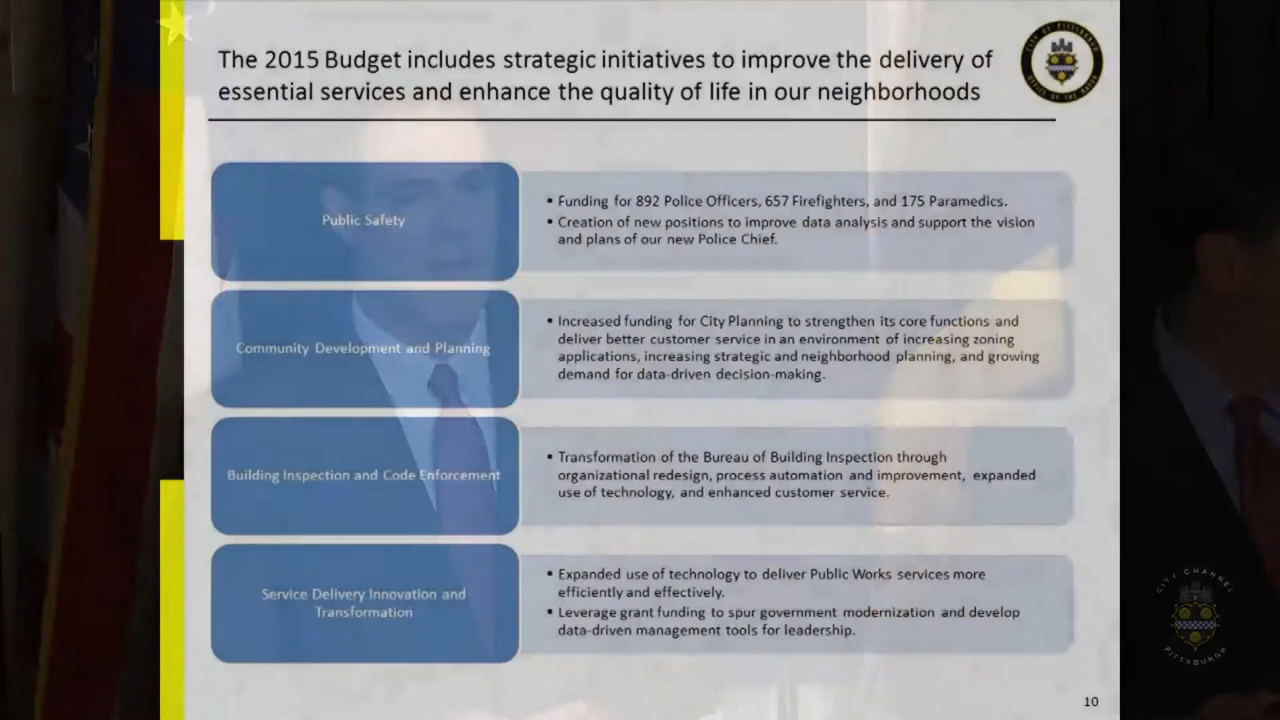 The 2015 Budget includes strategic initiatives to improve the delivery of
essential services and enhance the quality of life in our neighborhoods
CITY OF PITTSBURGH
OFFICE OF THE MAYOR
Public Safety
• Funding for 892 Police Officers, 657 Firefighters, and 175 Paramedics.
• Creation of new positions to improve data analysis and support the vision
and plans of our new Police Chief.
Community Development and Planning
• Increased funding for City Planning to strengthen its core functions and
deliver better customer service in an environment of increasing zoning
applications, increasing strategic and neighborhood planning, and growing
demand for data-driven decision-making.
Building Inspection and Code Enforcement
• Transformation of the Bureau of Building Inspection through
organizational redesign, process automation and improvement, expanded
use of technology, and enhanced customer service.
Service Delivery Innovation and
Transformation
• Expanded use of technology to deliver Public Works services more
efficiently and effectively.
• Leverage grant funding to spur government modernization and develop
data-driven management tools for leadership.
CITY CHANNEL
PITTSBURGH
10